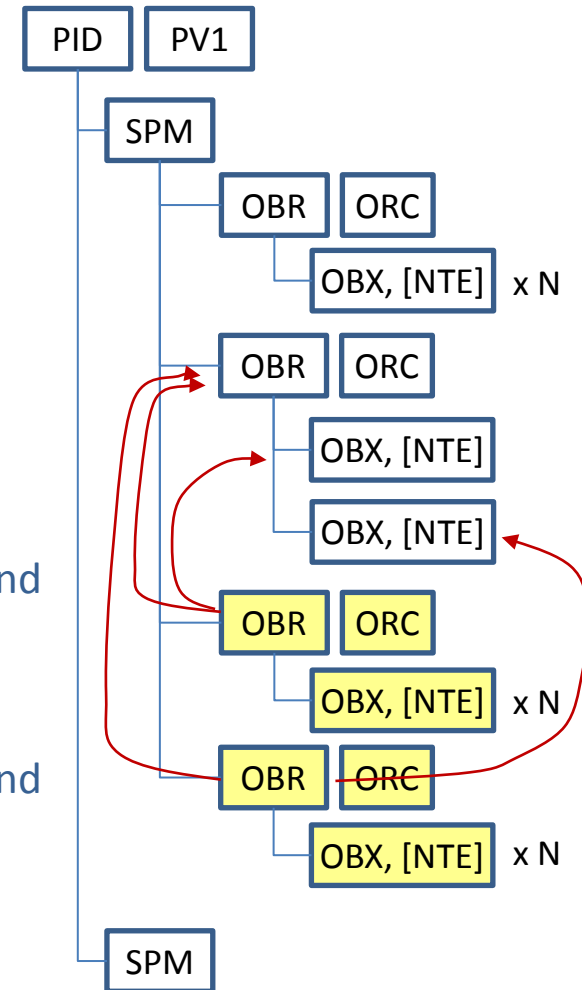 PID PV1
SPM
OBR ORC
OBX, [NTE] x N
OBR ORC
OBX, [NTE]
OBX, [NTE]
nd
OBR ORC
OBX, [NTE] x N
nd
OBR ORC
OBX, [NTE] x N
SPM